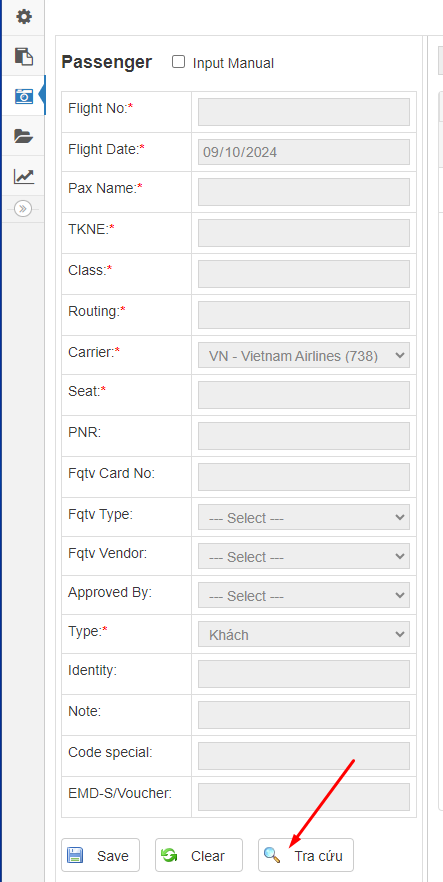 Passenger Input Manual
Flight No:*
Flight Date:* 09/10/2024
Pax Name:*
TKNE:*
Class:*
Routing:*
Carrier:* VN - Vietnam Airlines (738)
Seat:*
PNR:
Fqtv Card No:
Fqtv Type: --- Select ---
Fqtv Vendor: --- Select ---
Approved By: --- Select ---
Type:* Khách
Identity:
Note:
Code special:
EMD-S/Voucher:
Save Clear Tra cứu